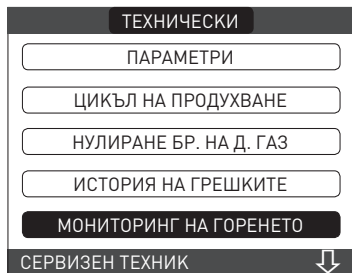 ТЕХНИЧЕСКИ
ПАРАМЕТРИ
ЦИКЪЛ НА ПРОДУХВАНЕ
НУЛИРАНЕ БР. НА Д. ГАЗ
ИСТОРИЯ НА ГРЕШКИТЕ
МОНИТОРИНГ НА ГОРЕНЕТО
СЕРВИЗЕН ТЕХНИК